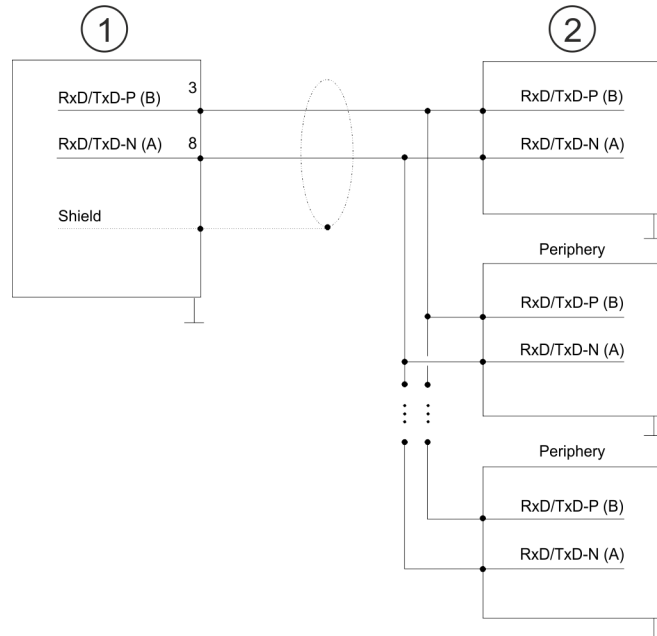 1
2
RxD/TxD-P (B) 3
RxD/TxD-P (B)
RxD/TxD-N (A) 8
RxD/TxD-N (A)
Shield
Periphery
RxD/TxD-P (B)
RxD/TxD-N (A)
Periphery
RxD/TxD-P (B)
RxD/TxD-N (A)